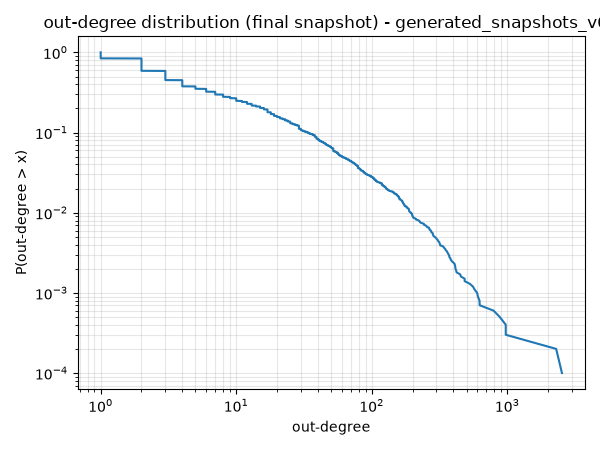 out-degree distribution (final snapshot) - generated_snapshots_v
10⁰
10⁻¹
10⁻²
10⁻³
10⁻⁴
P(out-degree > x)
10⁰ 10¹ 10² 10³
out-degree